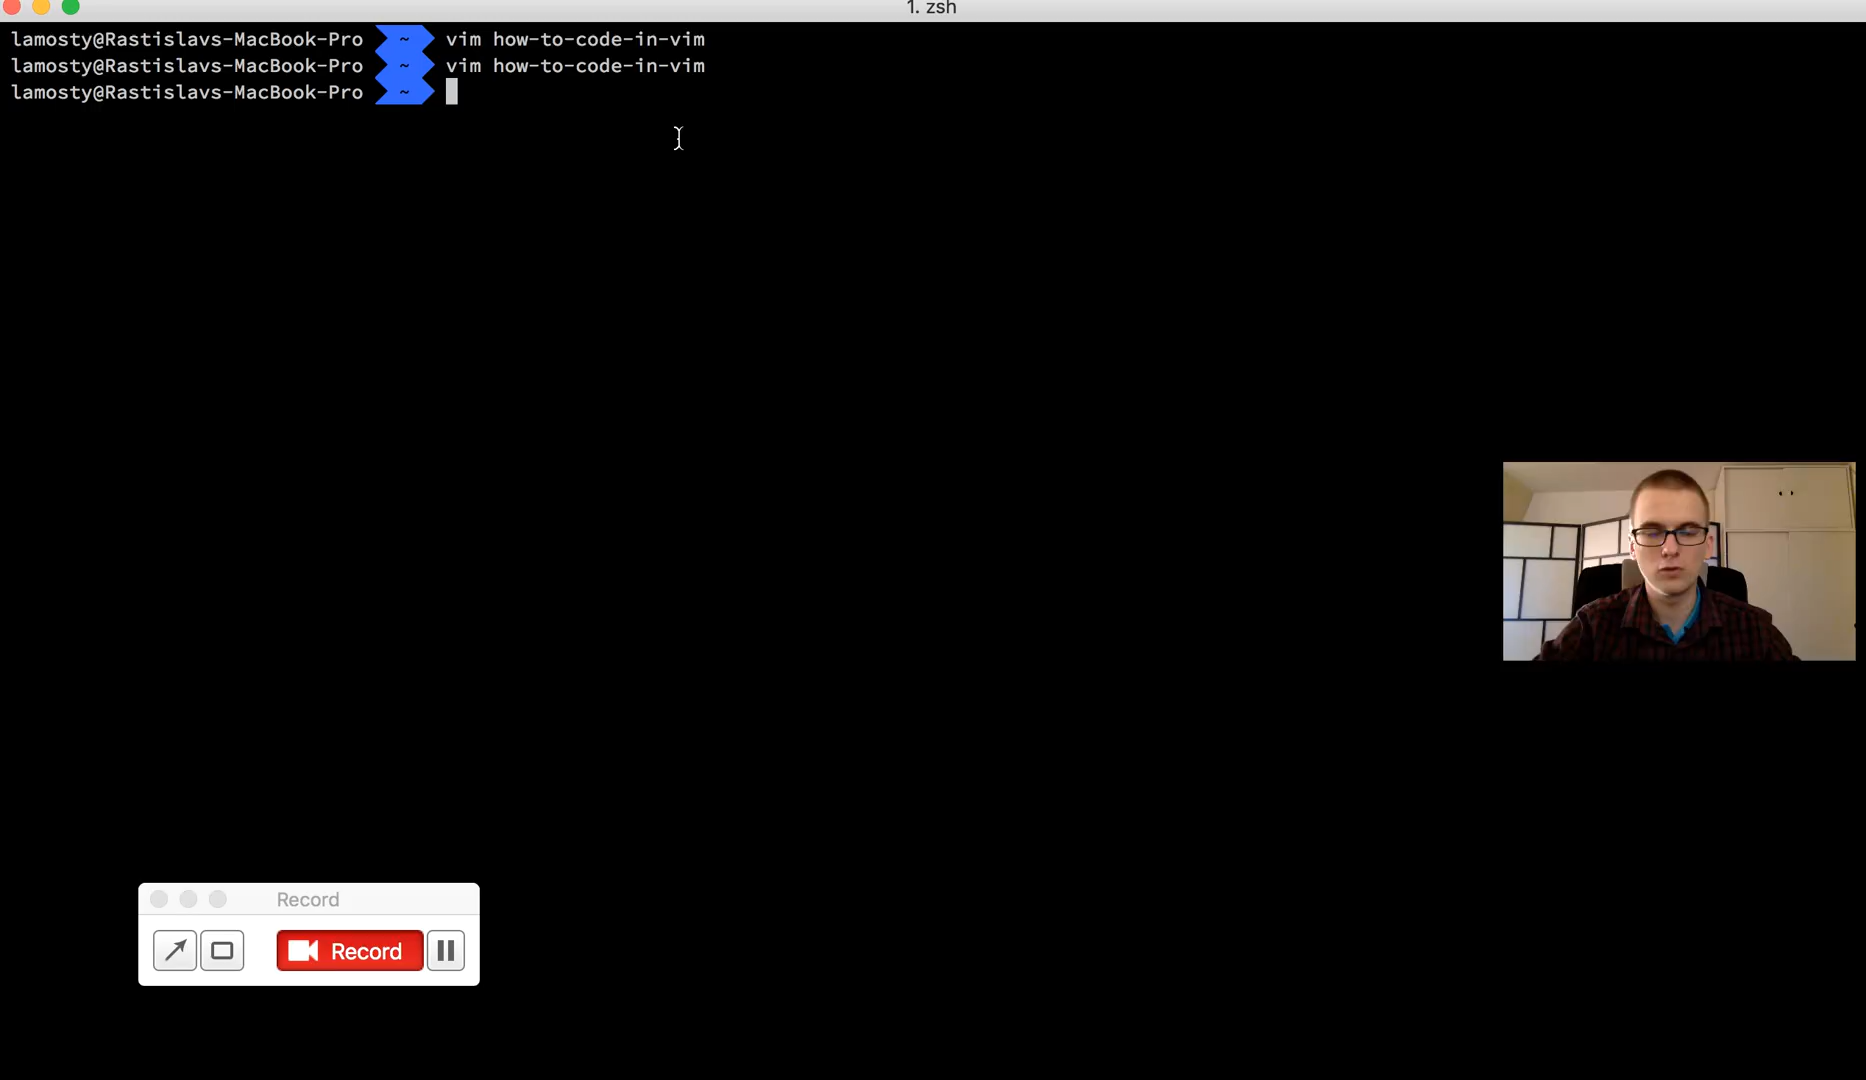 1. zsh
lamosty@Rastislavs-MacBook-Pro ~ vim how-to-code-in-vim
lamosty@Rastislavs-MacBook-Pro ~ vim how-to-code-in-vim
lamosty@Rastislavs-MacBook-Pro ~
Record
Record